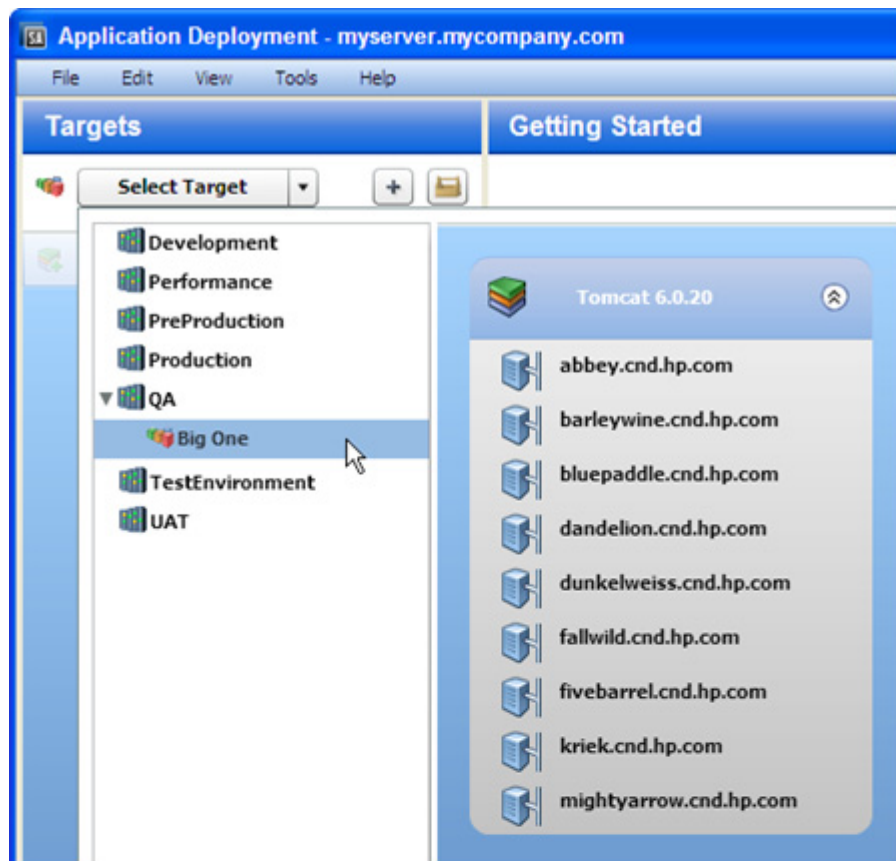 SA Application Deployment - myserver.mycompany.com
File Edit View Tools Help
Targets
Getting Started
Select Target
Development
Performance
PreProduction
Production
QA
Big One
TestEnvironment
UAT
Tomcat 6.0.20
abbey.cnd.hp.com
barleywine.cnd.hp.com
bluepaddle.cnd.hp.com
dandelion.cnd.hp.com
dunkelweiss.cnd.hp.com
fallwild.cnd.hp.com
fivebarrel.cnd.hp.com
kriek.cnd.hp.com
mightyarrow.cnd.hp.com